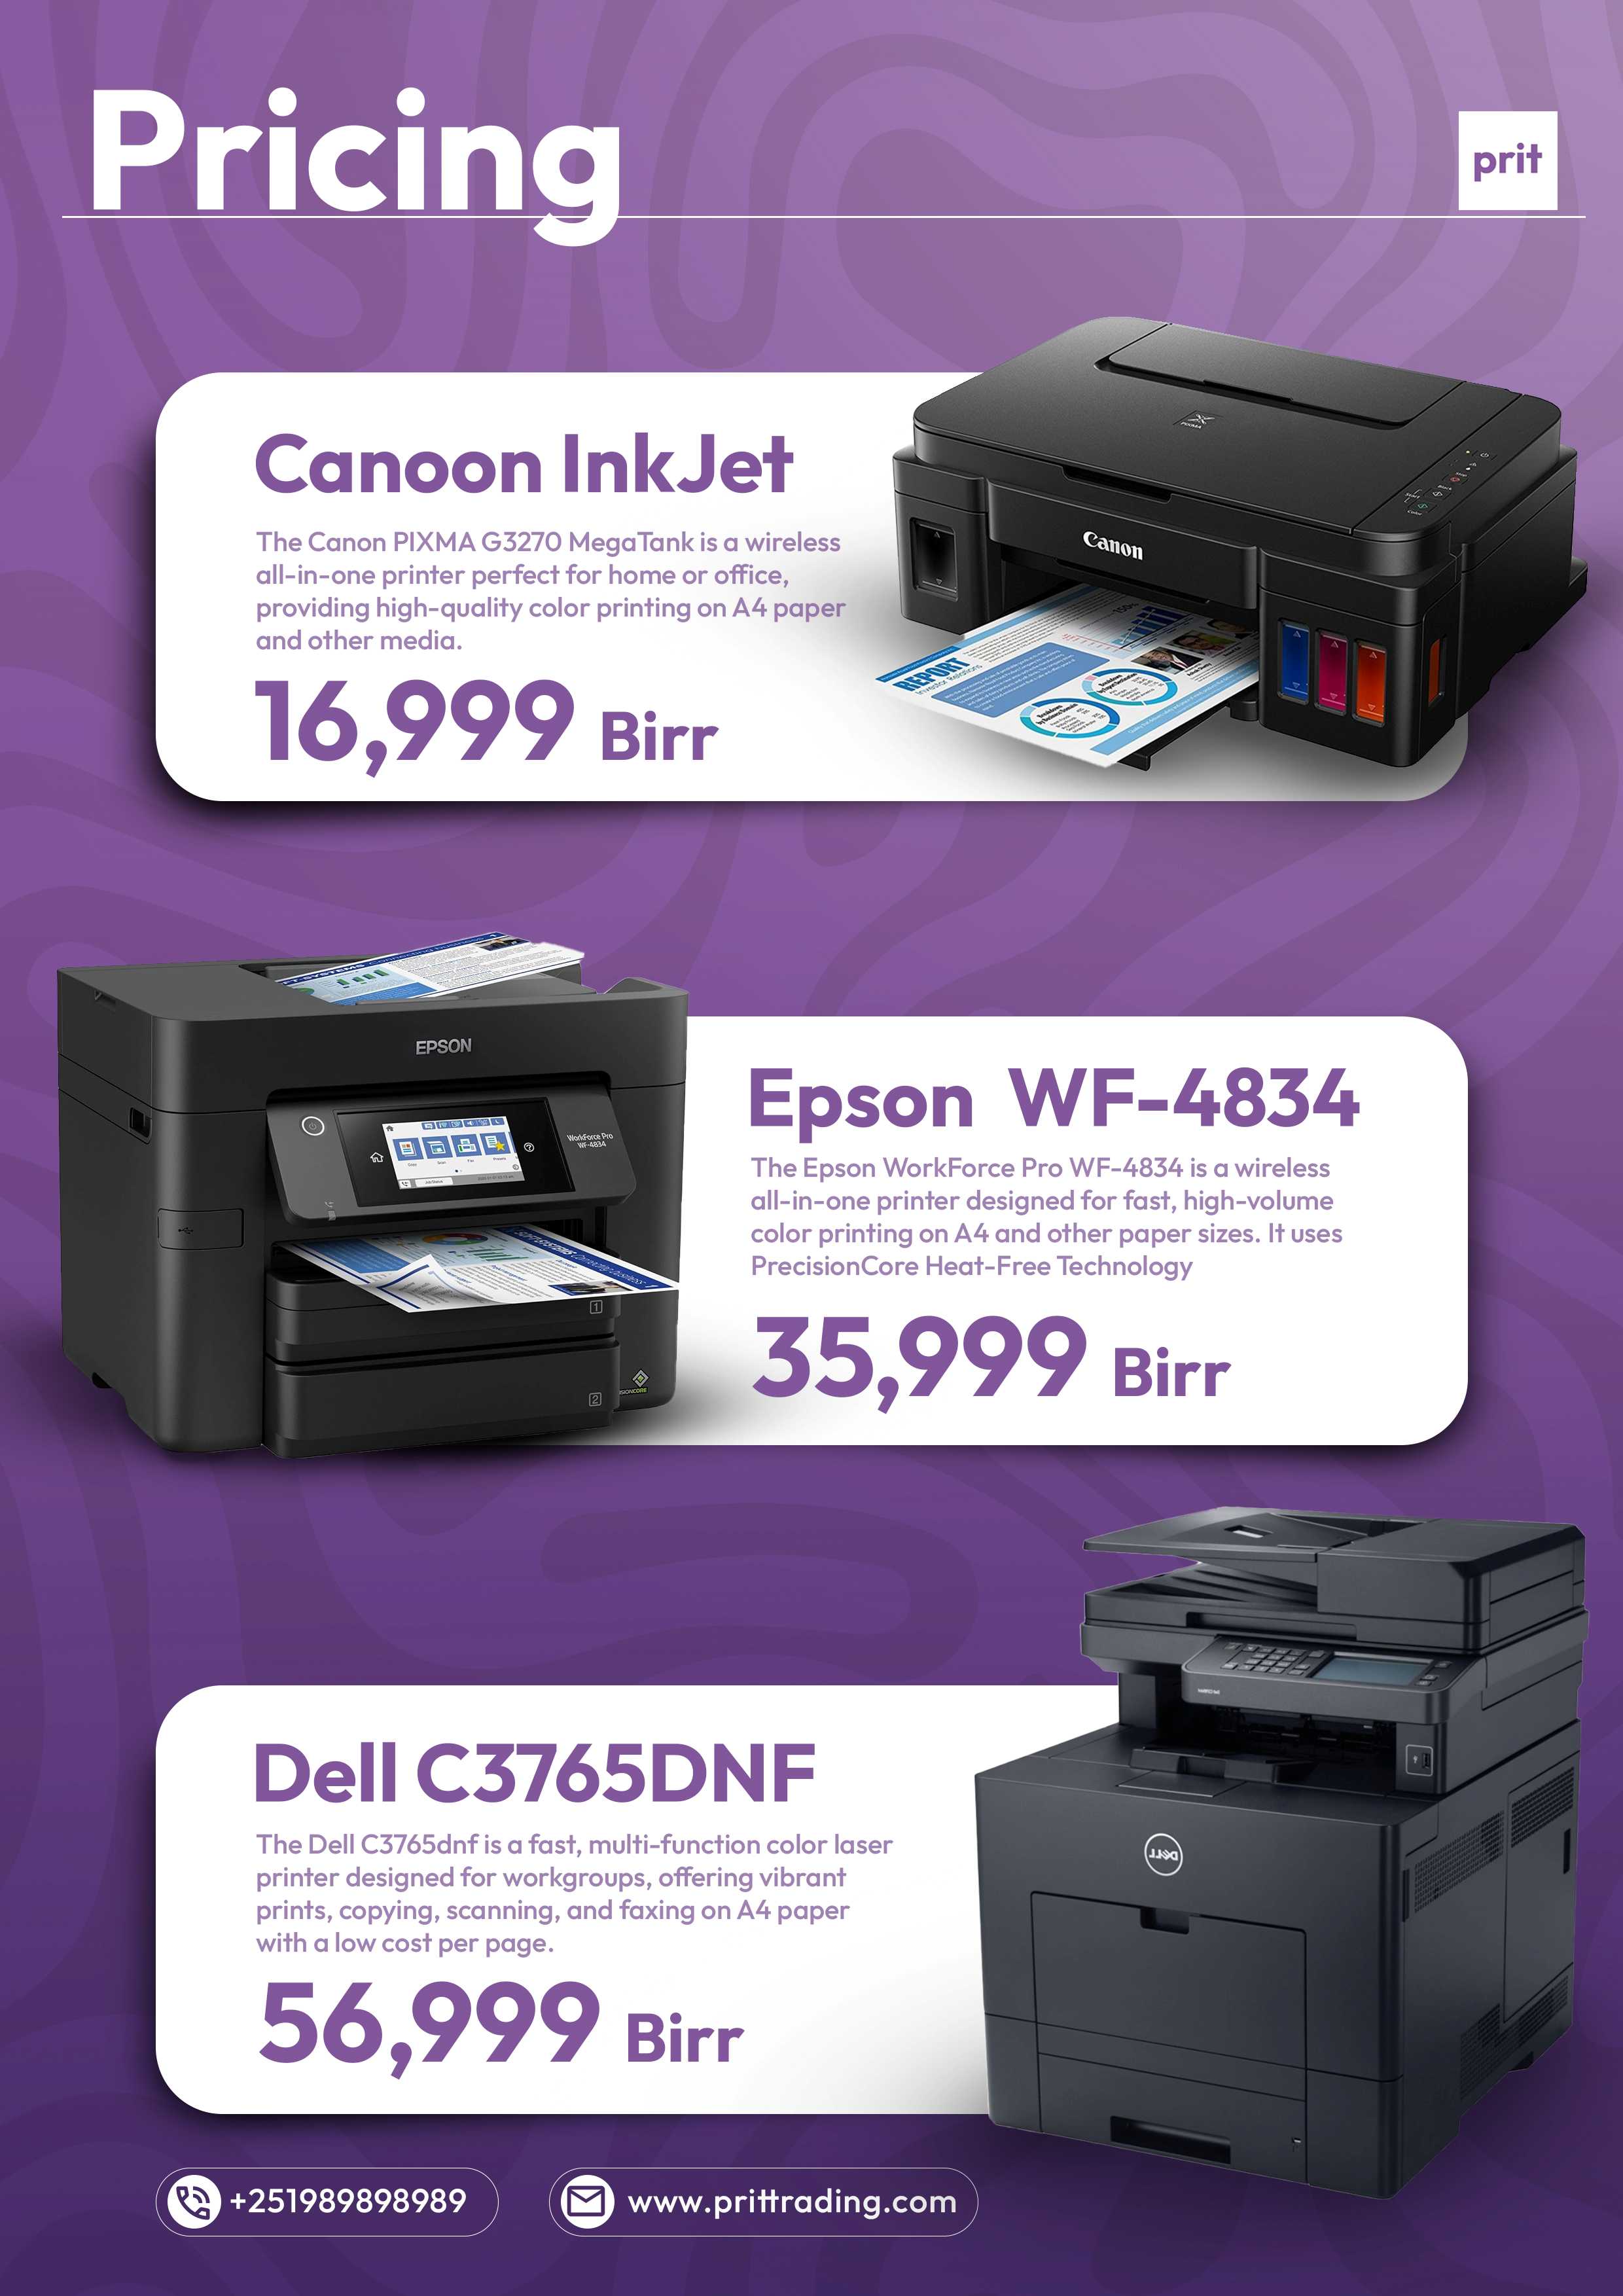 Pricing
prit
Canoon InkJet
The Canon PIXMA G3270 MegaTank is a wireless
all-in-one printer perfect for home or office,
providing high-quality color printing on A4 paper
and other media.
16,999 Birr
PIXMA
Canon
REPORT
Investor Relations
EPSON
WorkForce Pro
WF-4834
1
2
Epson WF-4834
The Epson WorkForce Pro WF-4834 is a wireless
all-in-one printer designed for fast, high-volume
color printing on A4 and other paper sizes. It uses
PrecisionCore Heat-Free Technology
35,999 Birr
Dell C3765DNF
The Dell C3765dnf is a fast, multi-function color laser
printer designed for workgroups, offering vibrant
prints, copying, scanning, and faxing on A4 paper
with a low cost per page.
56,999 Birr
DELL
+251989898989
www.prittrading.com